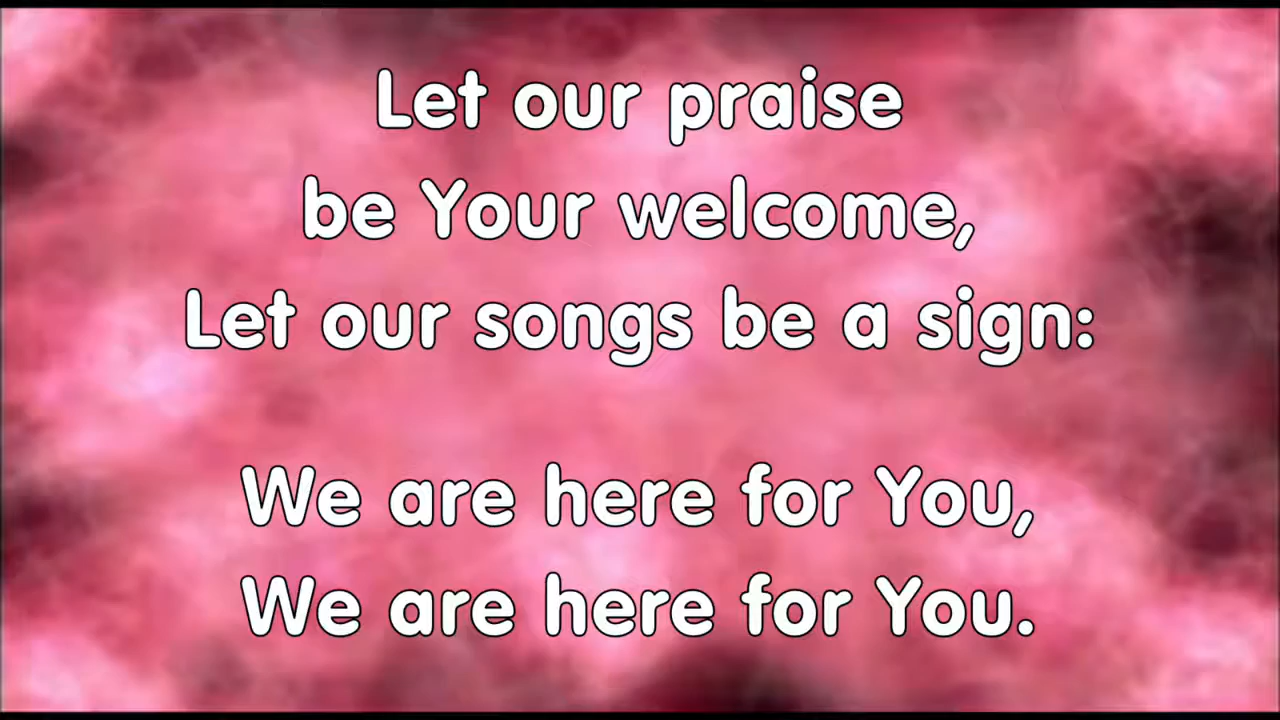 Let our praise
be Your welcome,
Let our songs be a sign:
We are here for You,
We are here for You.